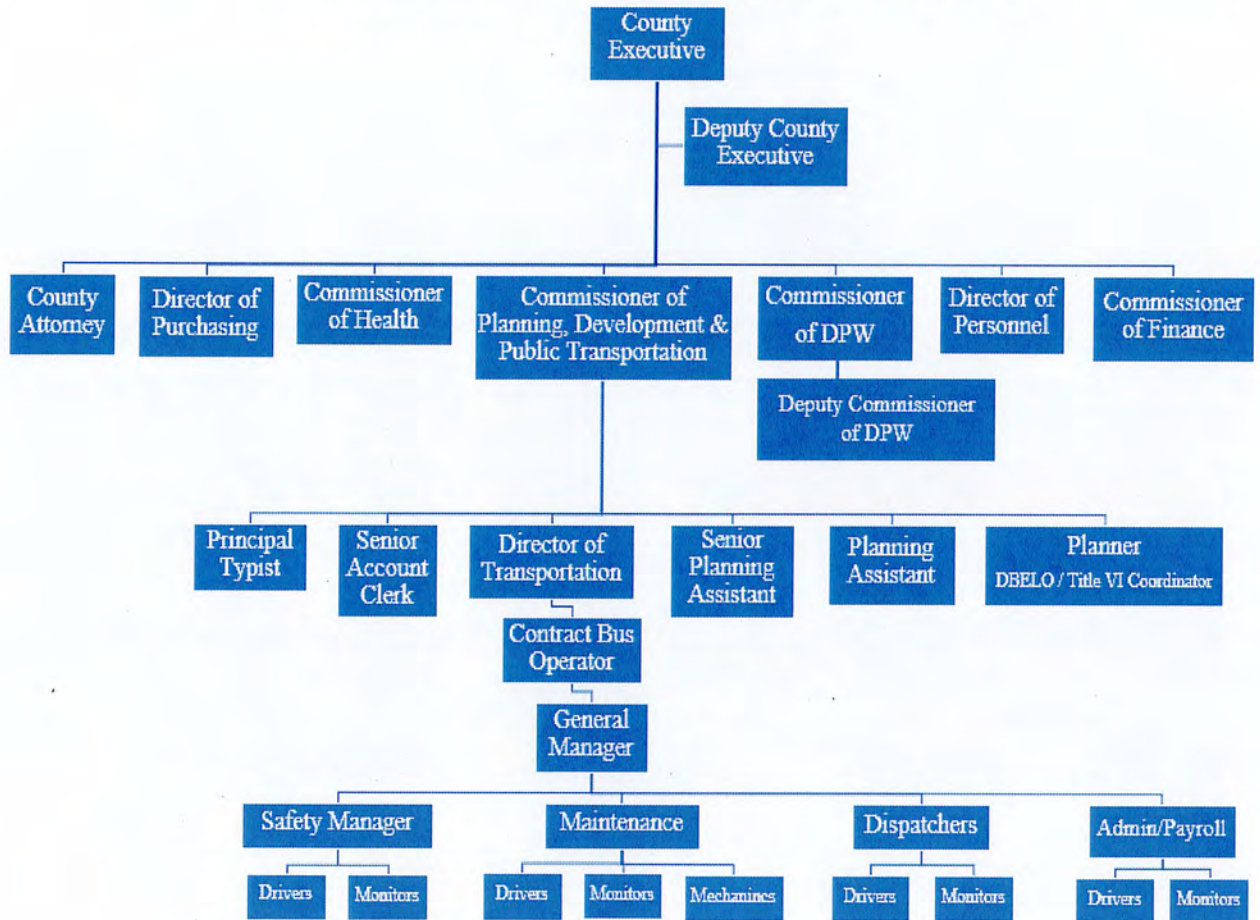 County
Executive
Deputy County
Executive
County
Attorney
Director of
Purchasing
Commissioner
of Health
Commissioner of
Planning, Development &
Public Transportation
Commissioner
of DPW
Director of
Personnel
Commissioner
of Finance
Deputy Commissioner
of DPW
Principal
Typist
Senior
Account
Clerk
Director of
Transportation
Senior
Planning
Assistant
Planning
Assistant
Planner
DBELO / Title VI Coordinator
Contract Bus
Operator
General
Manager
Safety Manager
Maintenance
Dispatchers
Admin/Payroll
Drivers
Monitors
Drivers
Monitors
Mechanincs
Drivers
Monitors
Drivers
Monitors